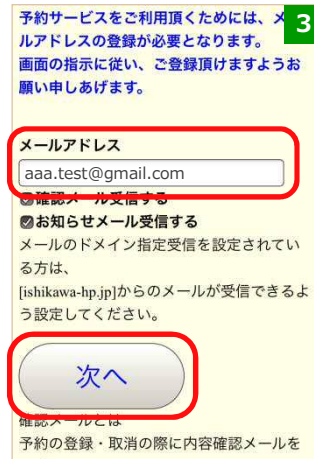 予約サービスをご利用頂くためには、メ
3
ルアドレスの登録が必要となります。
画面の指示に従い、ご登録頂けますようお
願い申しあげます。
メールアドレス
aaa.test@gmail.com
確認メール受信する
お知らせメール受信する
メールのドメイン指定受信を設定されてい
る方は、
[ishikawa-hp.jp]からのメールが受信できるよ
う設定してください。
次へ
確認メールとは
予約の登録・取消の際に内容確認メールを